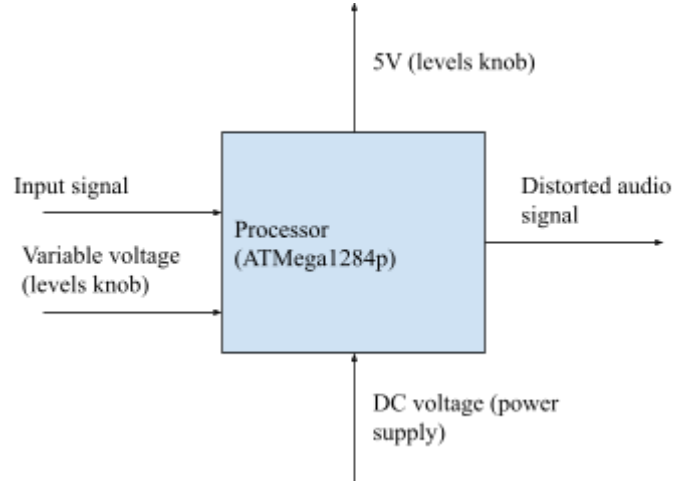 5V (levels knob)
Input signal
Distorted audio
signal
Processor
(ATMega1284p)
Variable voltage
(levels knob)
DC voltage (power
supply)